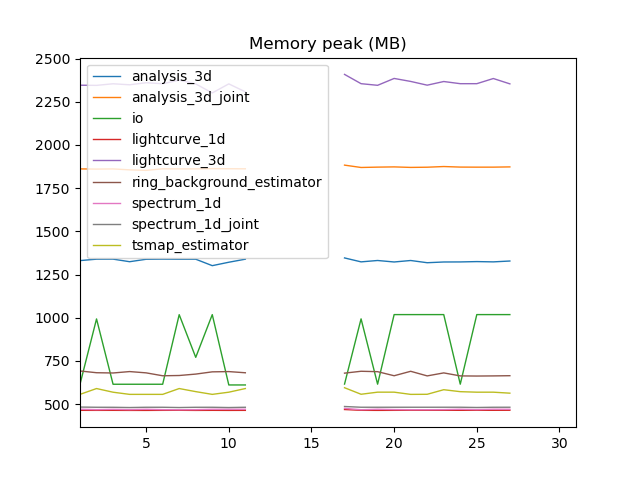 Memory peak (MB)
2500
2250
2000
1750
1500
1250
1000
750
500
analysis_3d
analysis_3d_joint
io
lightcurve_1d
lightcurve_3d
ring_background_estimator
spectrum_1d
spectrum_1d_joint
tsmap_estimator
5 10 15 20 25 30